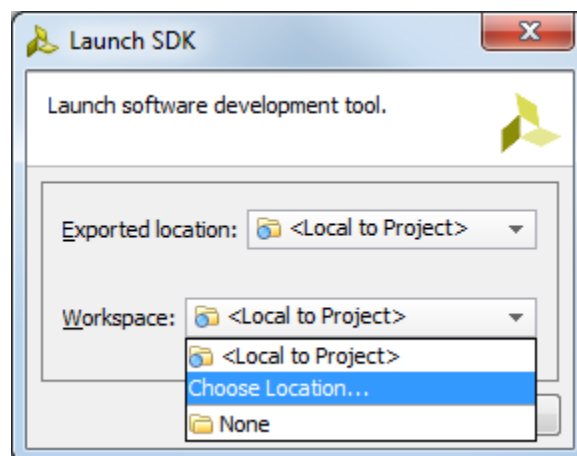 Launch SDK
Launch software development tool.
Exported location: <Local to Project>
Workspace: <Local to Project>
<Local to Project>
Choose Location...
None